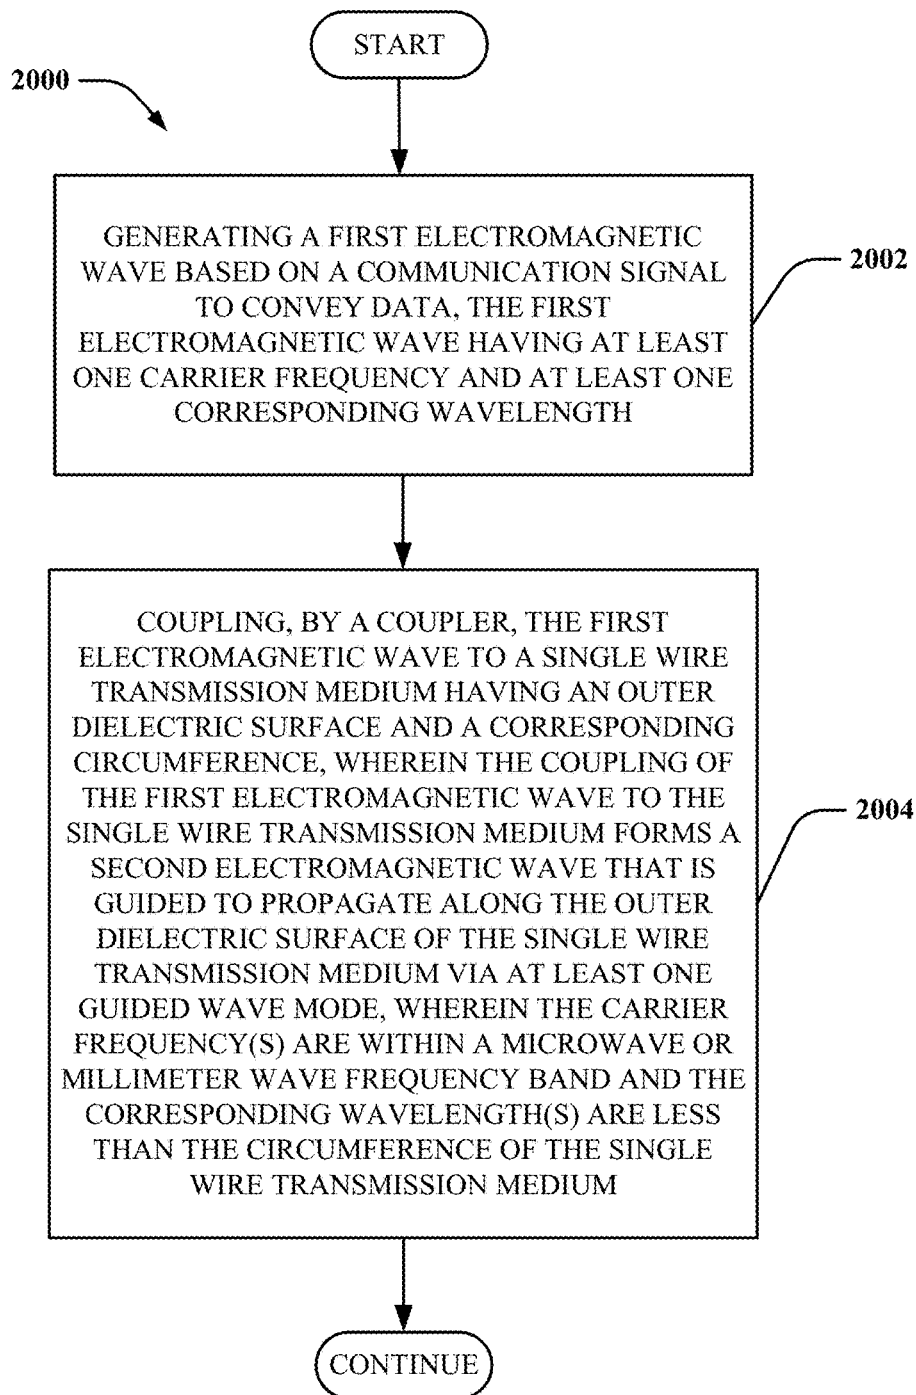 START
2000
GENERATING A FIRST ELECTROMAGNETIC
WAVE BASED ON A COMMUNICATION SIGNAL
TO CONVEY DATA, THE FIRST
ELECTROMAGNETIC WAVE HAVING AT LEAST
ONE CARRIER FREQUENCY AND AT LEAST ONE
CORRESPONDING WAVELENGTH
2002
COUPLING, BY A COUPLER, THE FIRST
ELECTROMAGNETIC WAVE TO A SINGLE WIRE
TRANSMISSION MEDIUM HAVING AN OUTER
DIELECTRIC SURFACE AND A CORRESPONDING
CIRCUMFERENCE, WHEREIN THE COUPLING OF
THE FIRST ELECTROMAGNETIC WAVE TO THE
SINGLE WIRE TRANSMISSION MEDIUM FORMS A
SECOND ELECTROMAGNETIC WAVE THAT IS
GUIDED TO PROPAGATE ALONG THE OUTER
DIELECTRIC SURFACE OF THE SINGLE WIRE
TRANSMISSION MEDIUM VIA AT LEAST ONE
GUIDED WAVE MODE, WHEREIN THE CARRIER
FREQUENCY(S) ARE WITHIN A MICROWAVE OR
MILLIMETER WAVE FREQUENCY BAND AND THE
CORRESPONDING WAVELENGTH(S) ARE LESS
THAN THE CIRCUMFERENCE OF THE SINGLE
WIRE TRANSMISSION MEDIUM
2004
CONTINUE